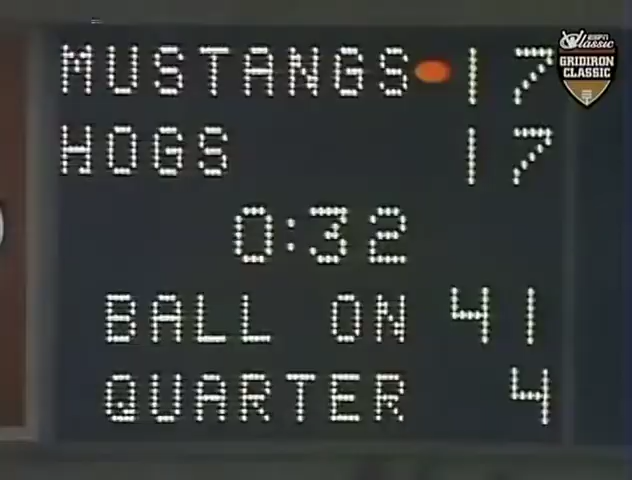 MUSTANGS 17
HOGS 17
0:32
BALL ON 41
QUARTER 4
ESPN
Classic
GRIDIRON
CLASSIC